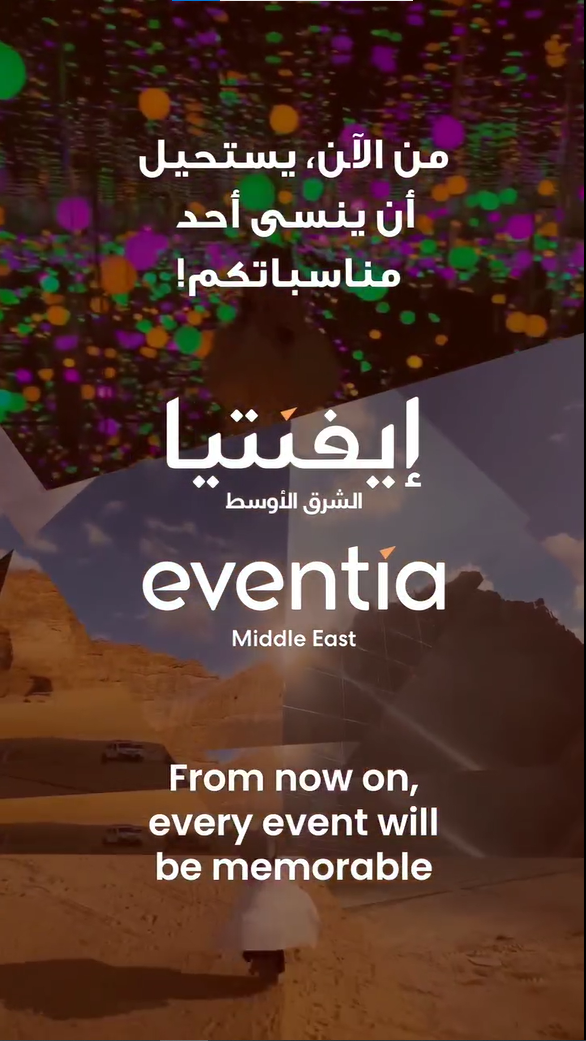 من الآن، يستحيل
أن ينسى أحد
مناسباتكم!
إيفنتيا
الشرق الأوسط
eventia
Middle East
From now on,
every event will
be memorable